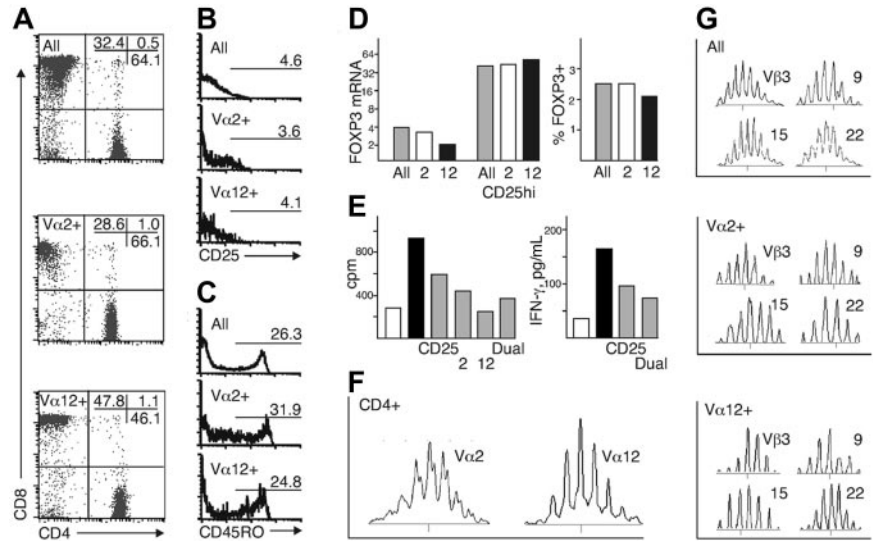 A
All
32.4 0.5
64.1
Vα2+
28.6 1.0
66.1
Vα12+
47.8 1.1
46.1
CD8
CD4
B
All
4.6
Vα2+
3.6
Vα12+
4.1
CD25
C
All
26.3
Vα2+
31.9
Vα12+
24.8
CD45RO
D
FOXP3 mRNA
64
32
16
8
4
2
All 2 12 All 2 12
CD25hi
% FOXP3+
3
2
1
All 2 12
E
cpm
800
400
CD25 Dual
2 12
IFN-γ, pg/mL
200
100
CD25
Dual
F
CD4+
Vα2
Vα12
G
All
Vβ3 9
15 22
Vα2+
Vβ3 9
15 22
Vα12+
Vβ3 9
15 22